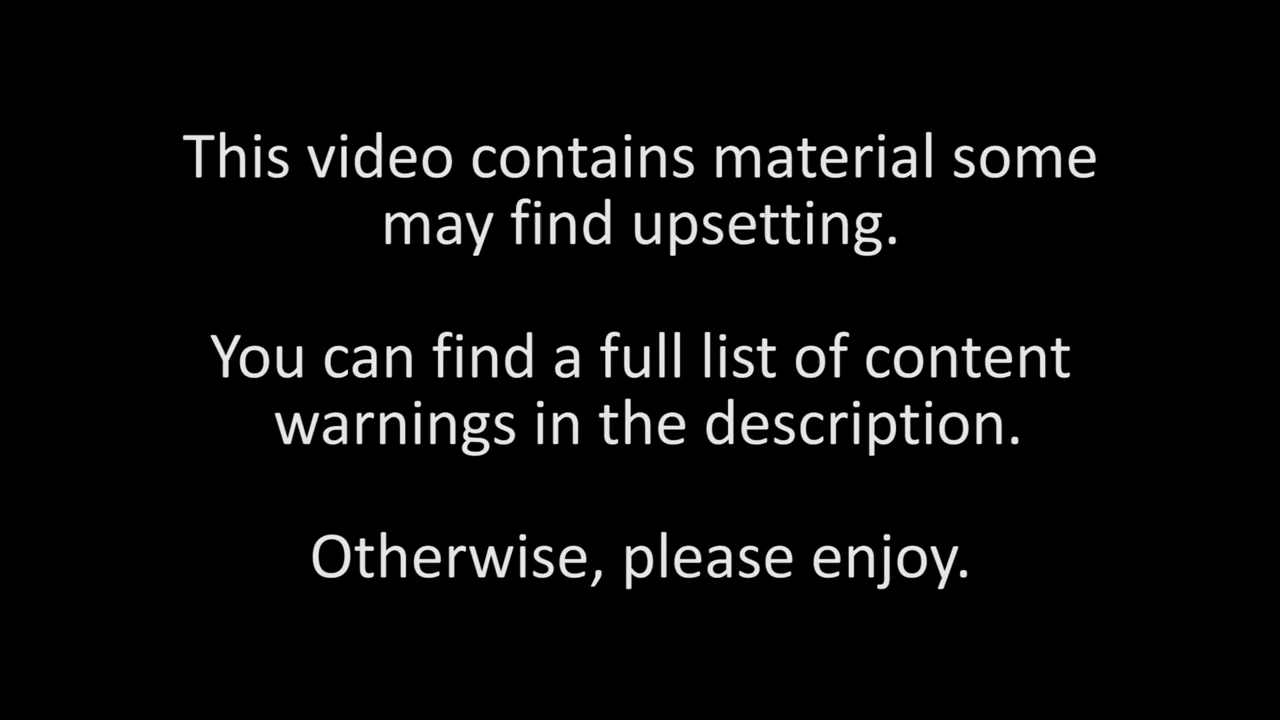 This video contains material some
may find upsetting.
You can find a full list of content
warnings in the description.
Otherwise, please enjoy.